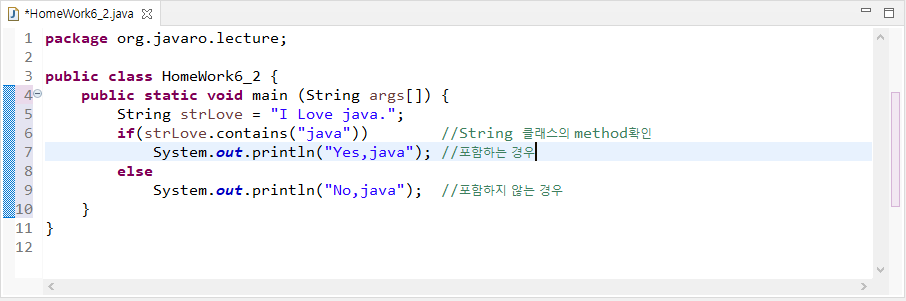 *HomeWork6_2.java
1 package org.javaro.lecture;
2
3 public class HomeWork6_2 {
4 public static void main (String args[]) {
5 String strLove = "I Love java.";
6 if(strLove.contains("java")) //String 클래스의 method확인
7 System.out.println("Yes,java"); //포함하는 경우
8 else
9 System.out.println("No,java"); //포함하지 않는 경우
10 }
11 }
12